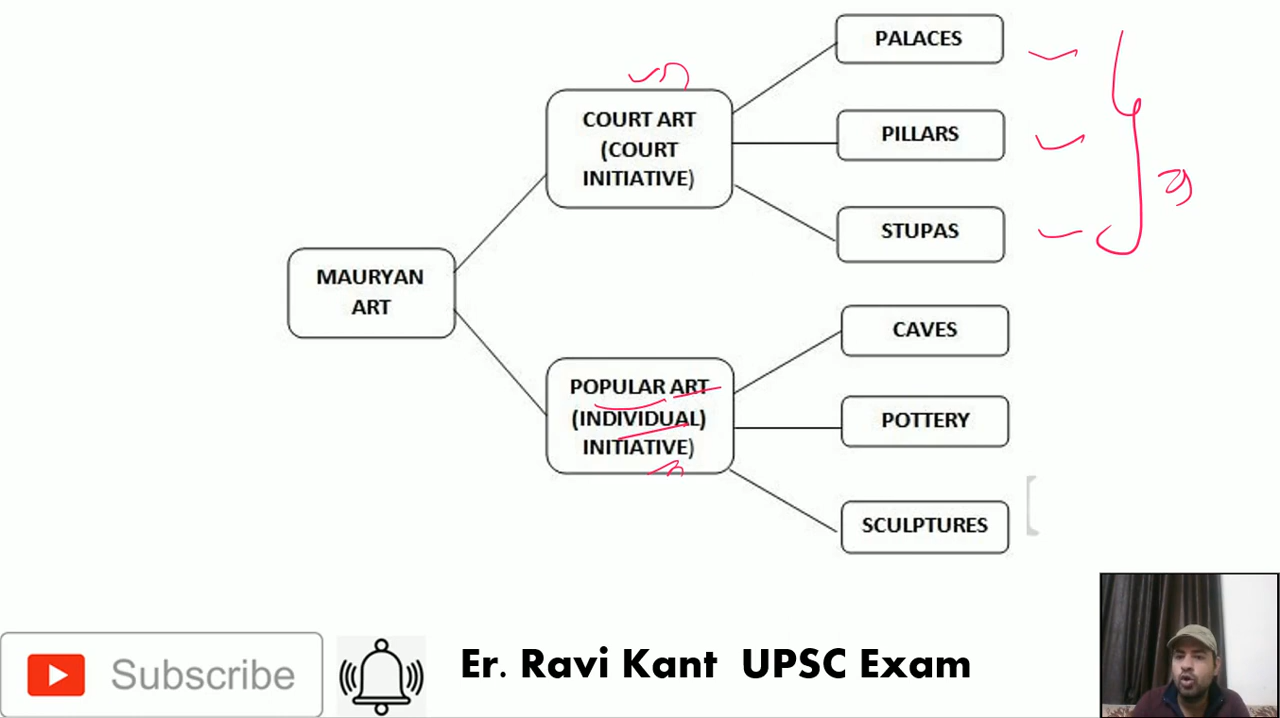 PALACES
COURT ART
(COURT
INITIATIVE)
PILLARS
STUPAS
MAURYAN
ART
CAVES
POPULAR ART
(INDIVIDUAL)
INITIATIVE)
POTTERY
SCULPTURES
Subscribe
Er. Ravi Kant UPSC Exam